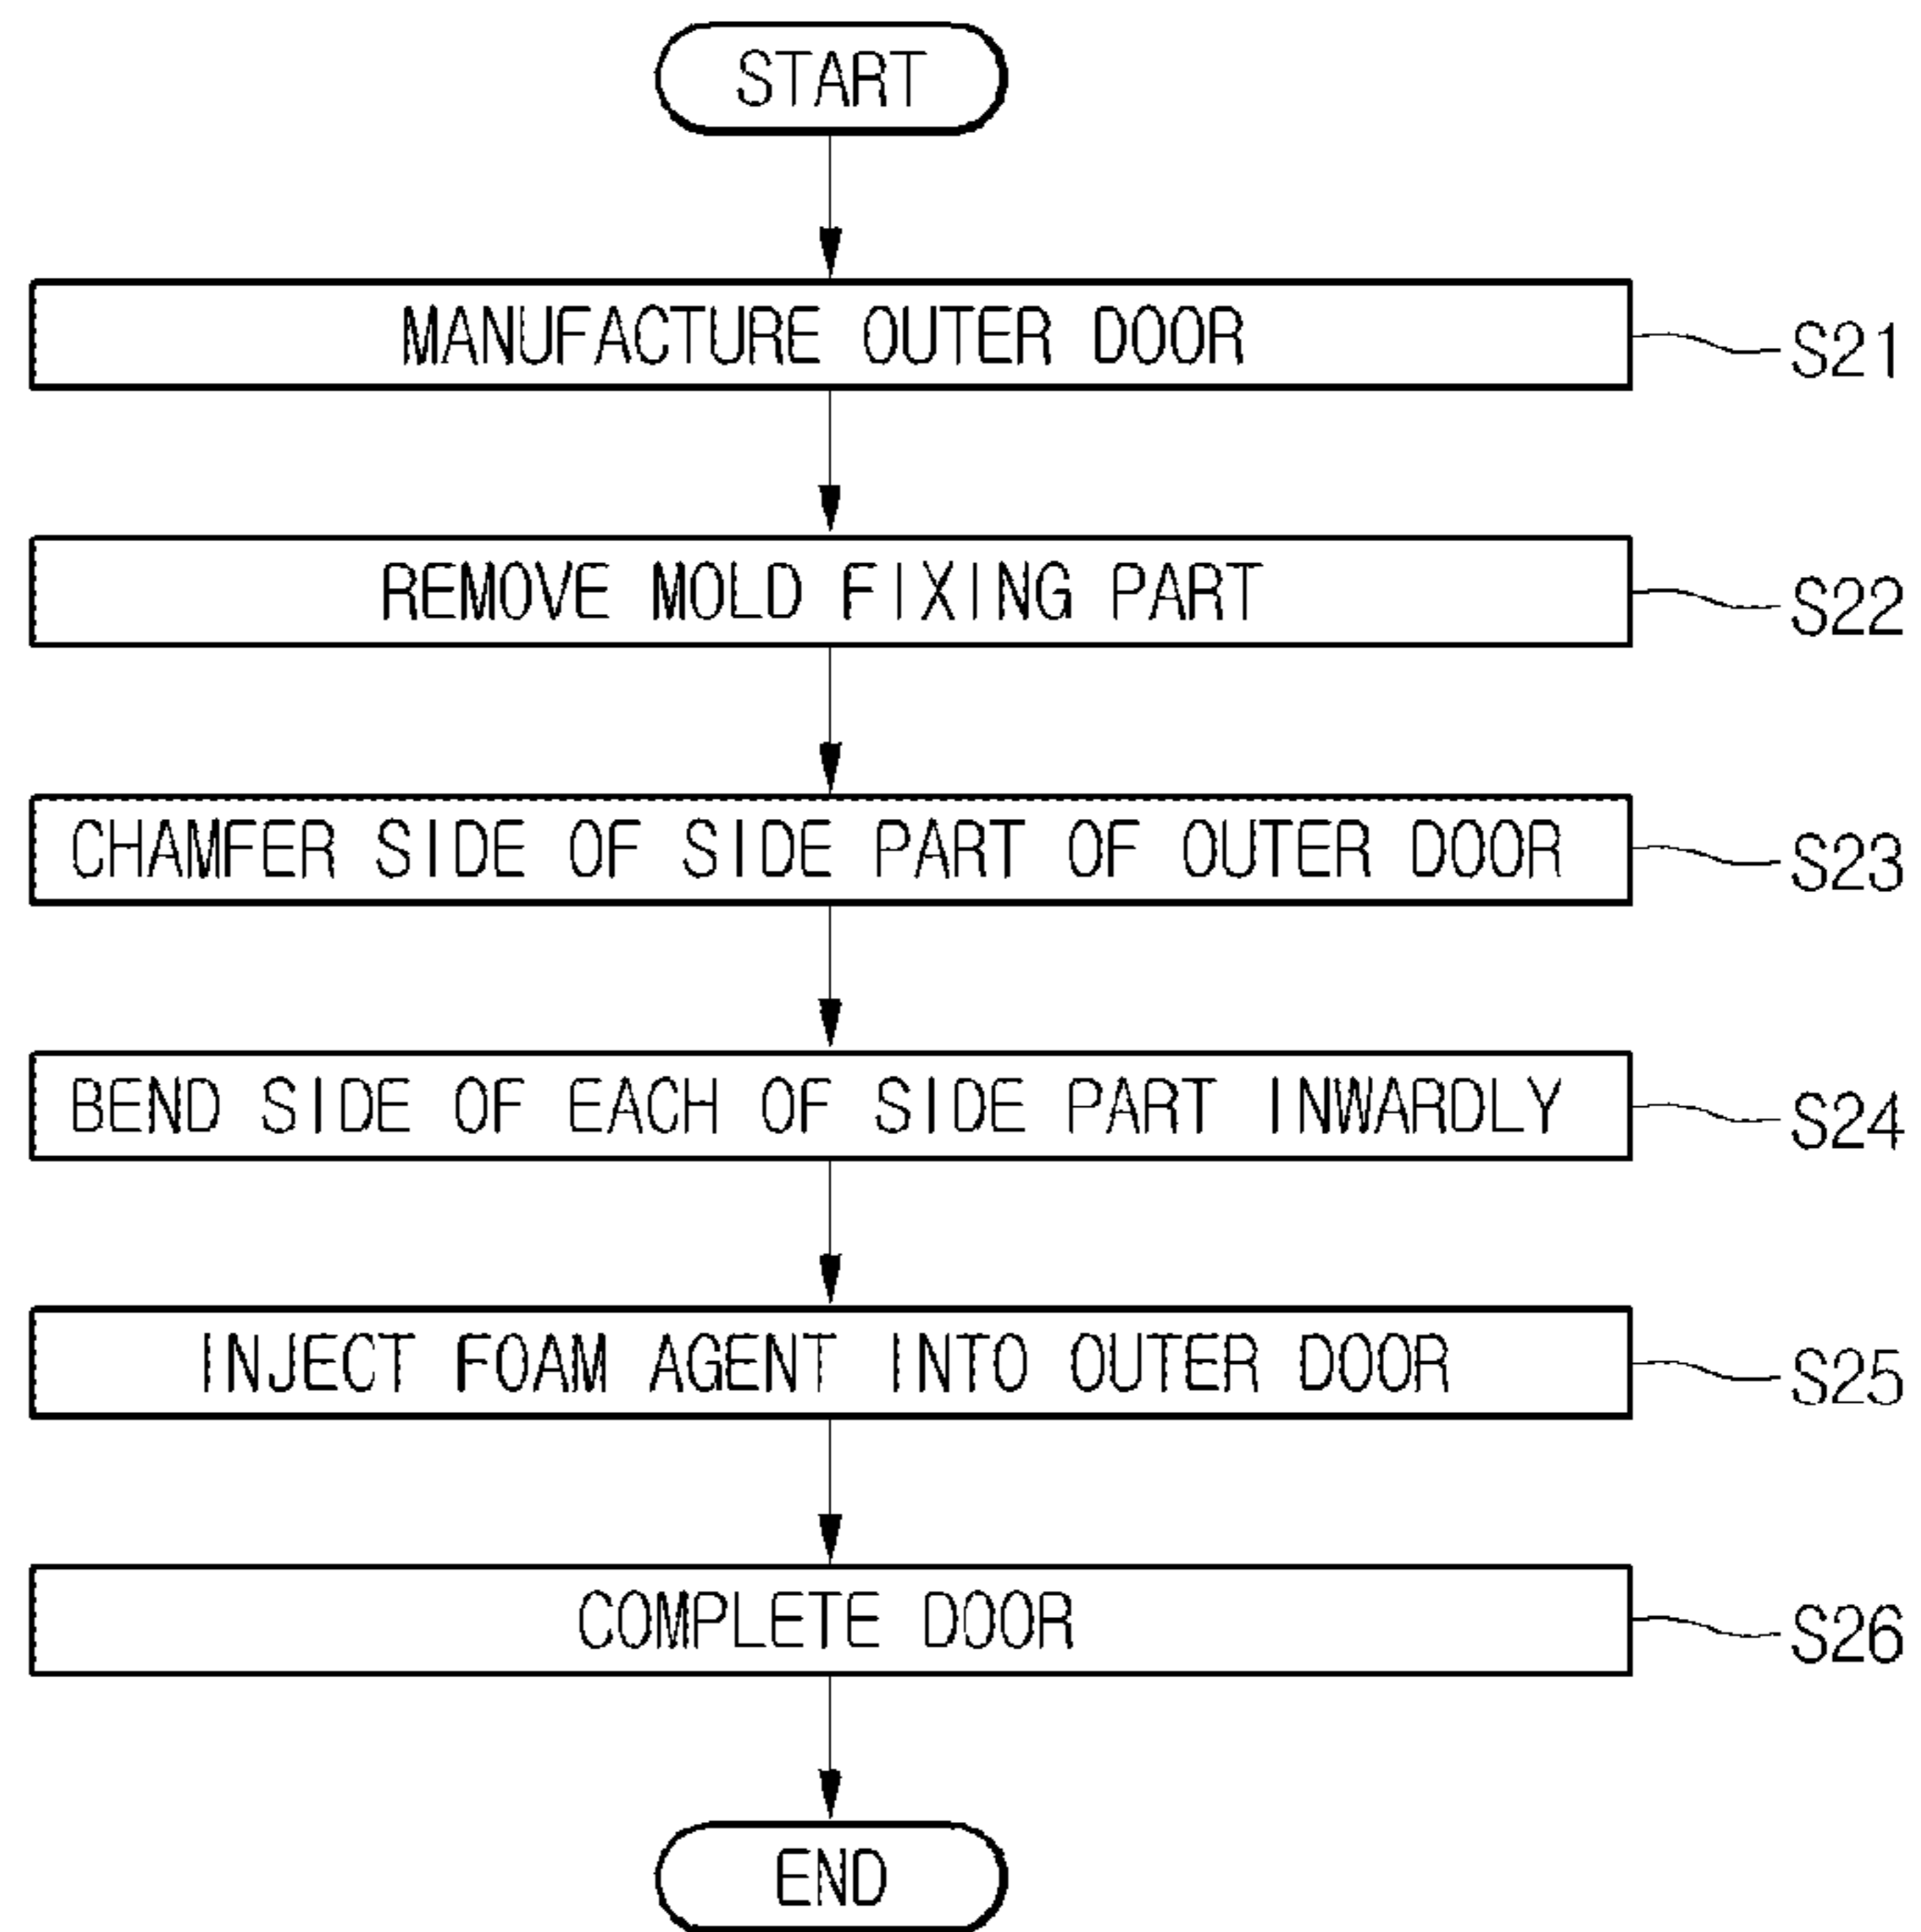 START
MANUFACTURE OUTER DOOR
S21
REMOVE MOLD FIXING PART
S22
CHAMFER SIDE OF SIDE PART OF OUTER DOOR
S23
BEND SIDE OF EACH OF SIDE PART INWARDLY
S24
INJECT FOAM AGENT INTO OUTER DOOR
S25
COMPLETE DOOR
S26
END